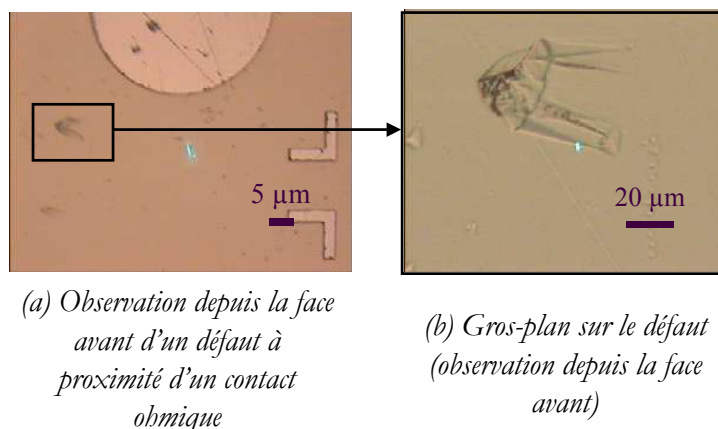 5 µm
20 µm
(a) Observation depuis la face
avant d'un défaut à
proximité d'un contact
ohmique
(b) Gros-plan sur le défaut
(observation depuis la face
avant)